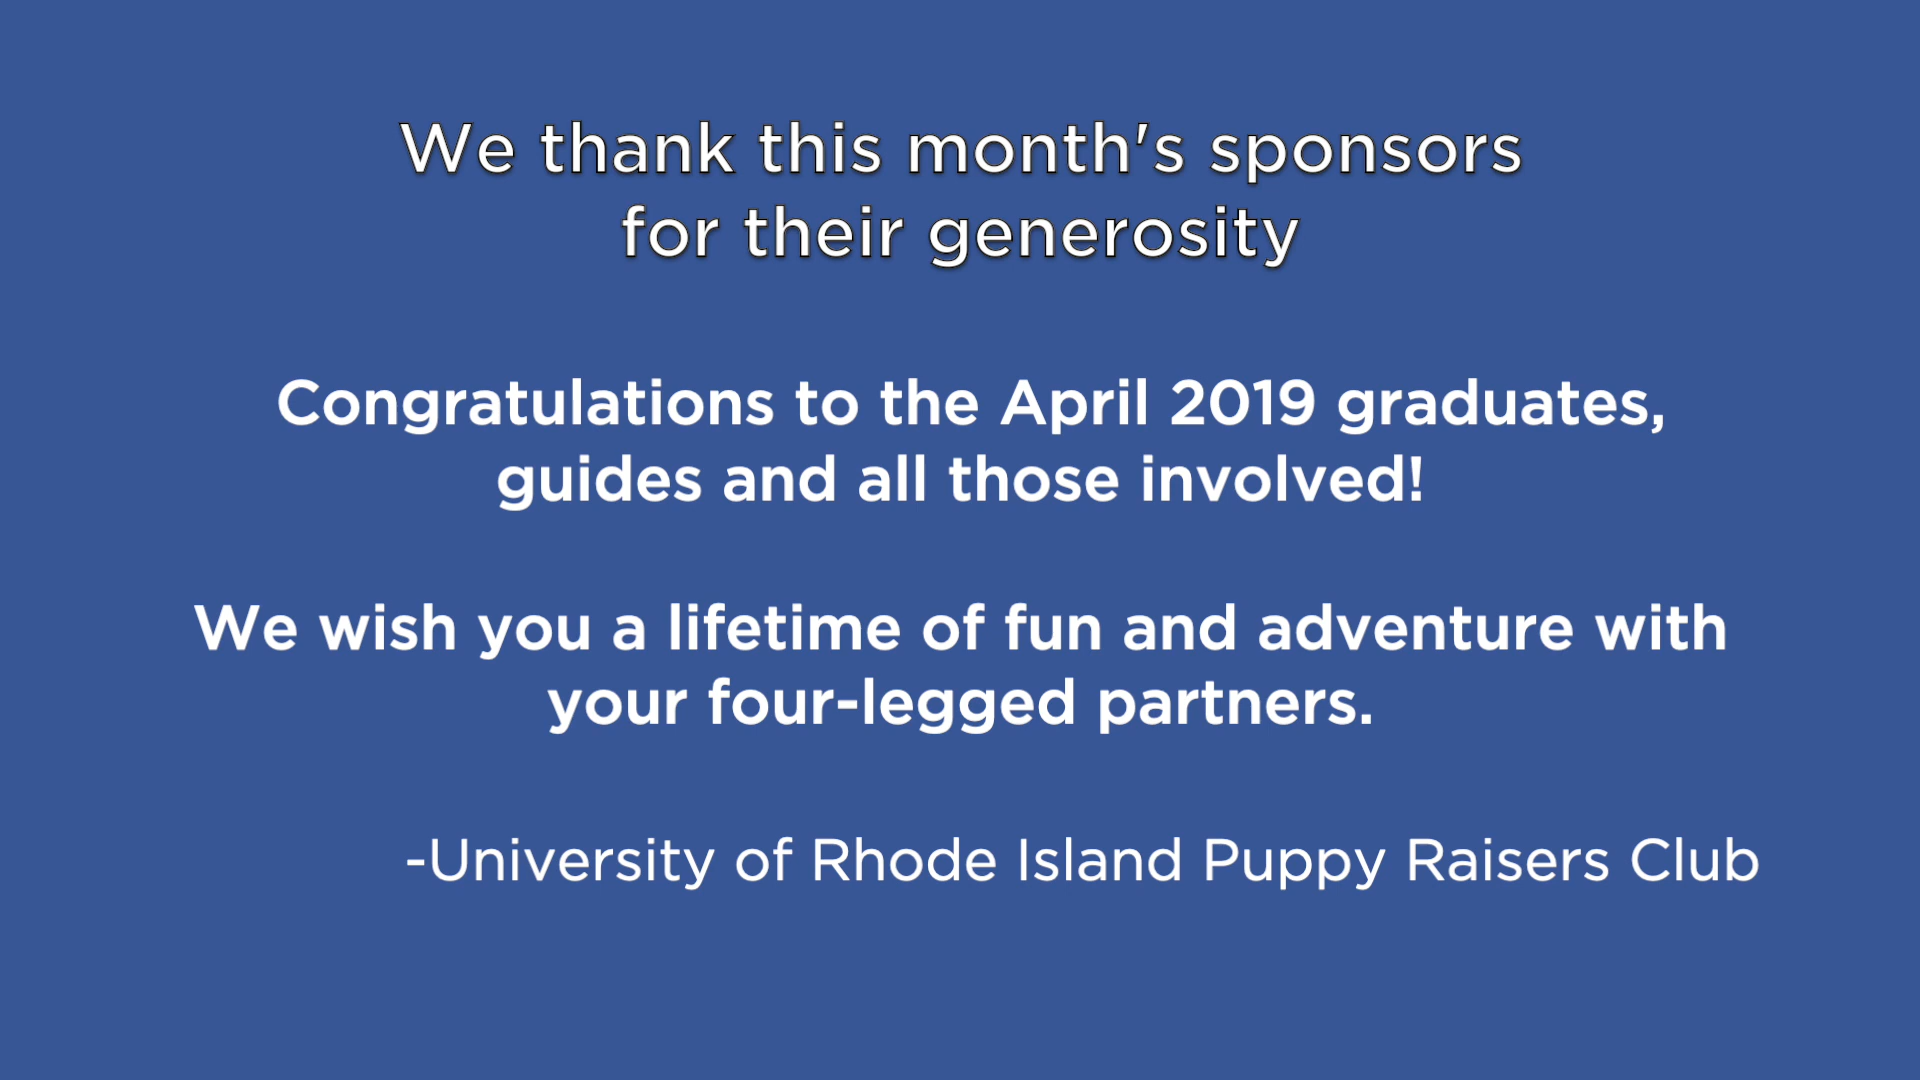 We thank this month's sponsors
for their generosity
Congratulations to the April 2019 graduates,
guides and all those involved!
We wish you a lifetime of fun and adventure with
your four-legged partners.
-University of Rhode Island Puppy Raisers Club